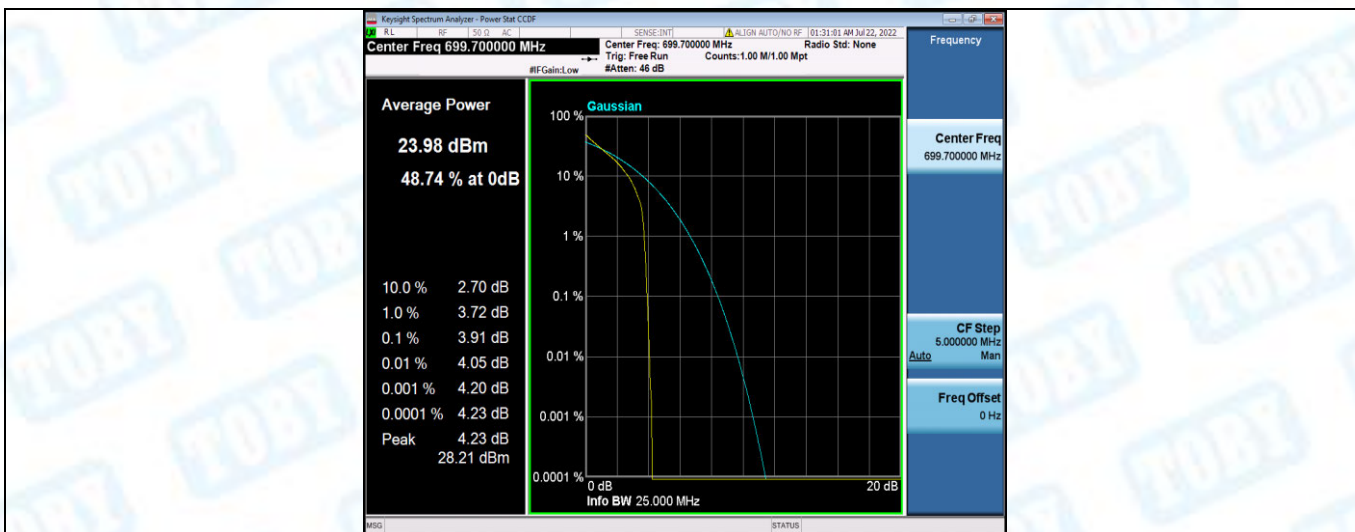 Keysight Spectrum Analyzer - Power Stat CCDF
RL RF 50 Ω AC SENSE:INT ALIGN AUTO/NO RF 01:31:01 AM Jul 22, 2022
Center Freq 699.700000 MHz
Center Freq: 699.700000 MHz Radio Std: None
Trig: Free Run Counts:1.00 M/1.00 Mpt
#IFGain:Low #Atten: 46 dB
Frequency
Average Power
23.98 dBm
48.74 % at 0dB
10.0 % 2.70 dB
1.0 % 3.72 dB
0.1 % 3.91 dB
0.01 % 4.05 dB
0.001 % 4.20 dB
0.0001 % 4.23 dB
Peak 4.23 dB
28.21 dBm
Gaussian
100 %
10 %
1 %
0.1 %
0.01 %
0.001 %
0.0001 %
0 dB 20 dB
Info BW 25.000 MHz
Center Freq
699.700000 MHz
CF Step
5.000000 MHz
Auto Man
Freq Offset
0 Hz
MSG STATUS
TOBY